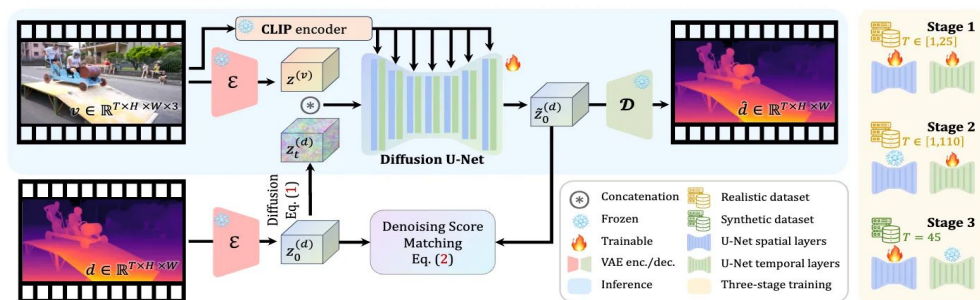 CLIP encoder
ℰ
z^{(v)}
v ∈ ℝ^{T×H×W×3}
z_t^{(d)}
Diffusion U-Net
z̃_0^{(d)}
𝒟
d̂ ∈ ℝ^{T×H×W}
Diffusion
Eq. (1)
d ∈ ℝ^{T×H×W}
ℰ
z_0^{(d)}
Denoising Score
Matching
Eq. (2)
Concatenation
Frozen
Trainable
VAE enc./dec.
Inference
Realistic dataset
Synthetic dataset
U-Net spatial layers
U-Net temporal layers
Three-stage training
Stage 1
T ∈ [1,25]
Stage 2
T ∈ [1,110]
Stage 3
T = 45